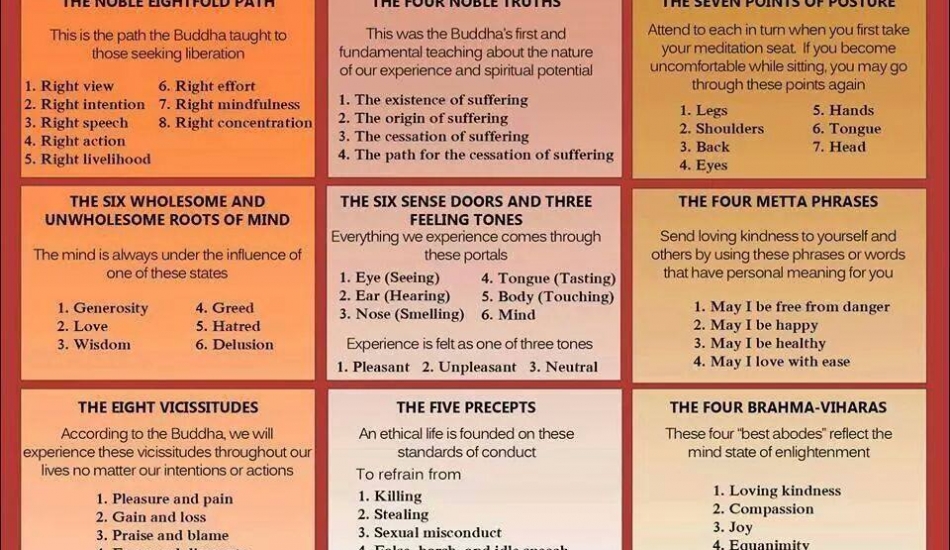 THE NOBLE EIGHTFOLD PATH
This is the path the Buddha taught to
those seeking liberation
1. Right view
2. Right intention
3. Right speech
4. Right action
5. Right livelihood
6. Right effort
7. Right mindfulness
8. Right concentration
THE FOUR NOBLE TRUTHS
This was the Buddha's first and
fundamental teaching about the nature
of our experience and spiritual potential
1. The existence of suffering
2. The origin of suffering
3. The cessation of suffering
4. The path for the cessation of suffering
THE SEVEN POINTS OF POSTURE
Attend to each in turn when you first take
your meditation seat. If you become
uncomfortable while sitting, you may go
through these points again
1. Legs
2. Shoulders
3. Back
4. Eyes
5. Hands
6. Tongue
7. Head
THE SIX WHOLESOME AND
UNWHOLESOME ROOTS OF MIND
The mind is always under the influence of
one of these states
1. Generosity
2. Love
3. Wisdom
4. Greed
5. Hatred
6. Delusion
THE SIX SENSE DOORS AND THREE
FEELING TONES
Everything we experience comes through
these portals
1. Eye (Seeing)
2. Ear (Hearing)
3. Nose (Smelling)
4. Tongue (Tasting)
5. Body (Touching)
6. Mind
Experience is felt as one of three tones
1. Pleasant 2. Unpleasant 3. Neutral
THE FOUR METTA PHRASES
Send loving kindness to yourself and
others by using these phrases or words
that have personal meaning for you
1. May I be free from danger
2. May I be happy
3. May I be healthy
4. May I love with ease
THE EIGHT VICISSITUDES
According to the Buddha, we will
experience these vicissitudes throughout our
lives no matter our intentions or actions
1. Pleasure and pain
2. Gain and loss
3. Praise and blame
THE FIVE PRECEPTS
An ethical life is founded on these
standards of conduct
To refrain from
1. Killing
2. Stealing
3. Sexual misconduct
4. False, harsh, and idle speech
THE FOUR BRAHMA-VIHARAS
These four "best abodes" reflect the
mind state of enlightenment
1. Loving kindness
2. Compassion
3. Joy
4. Equanimity